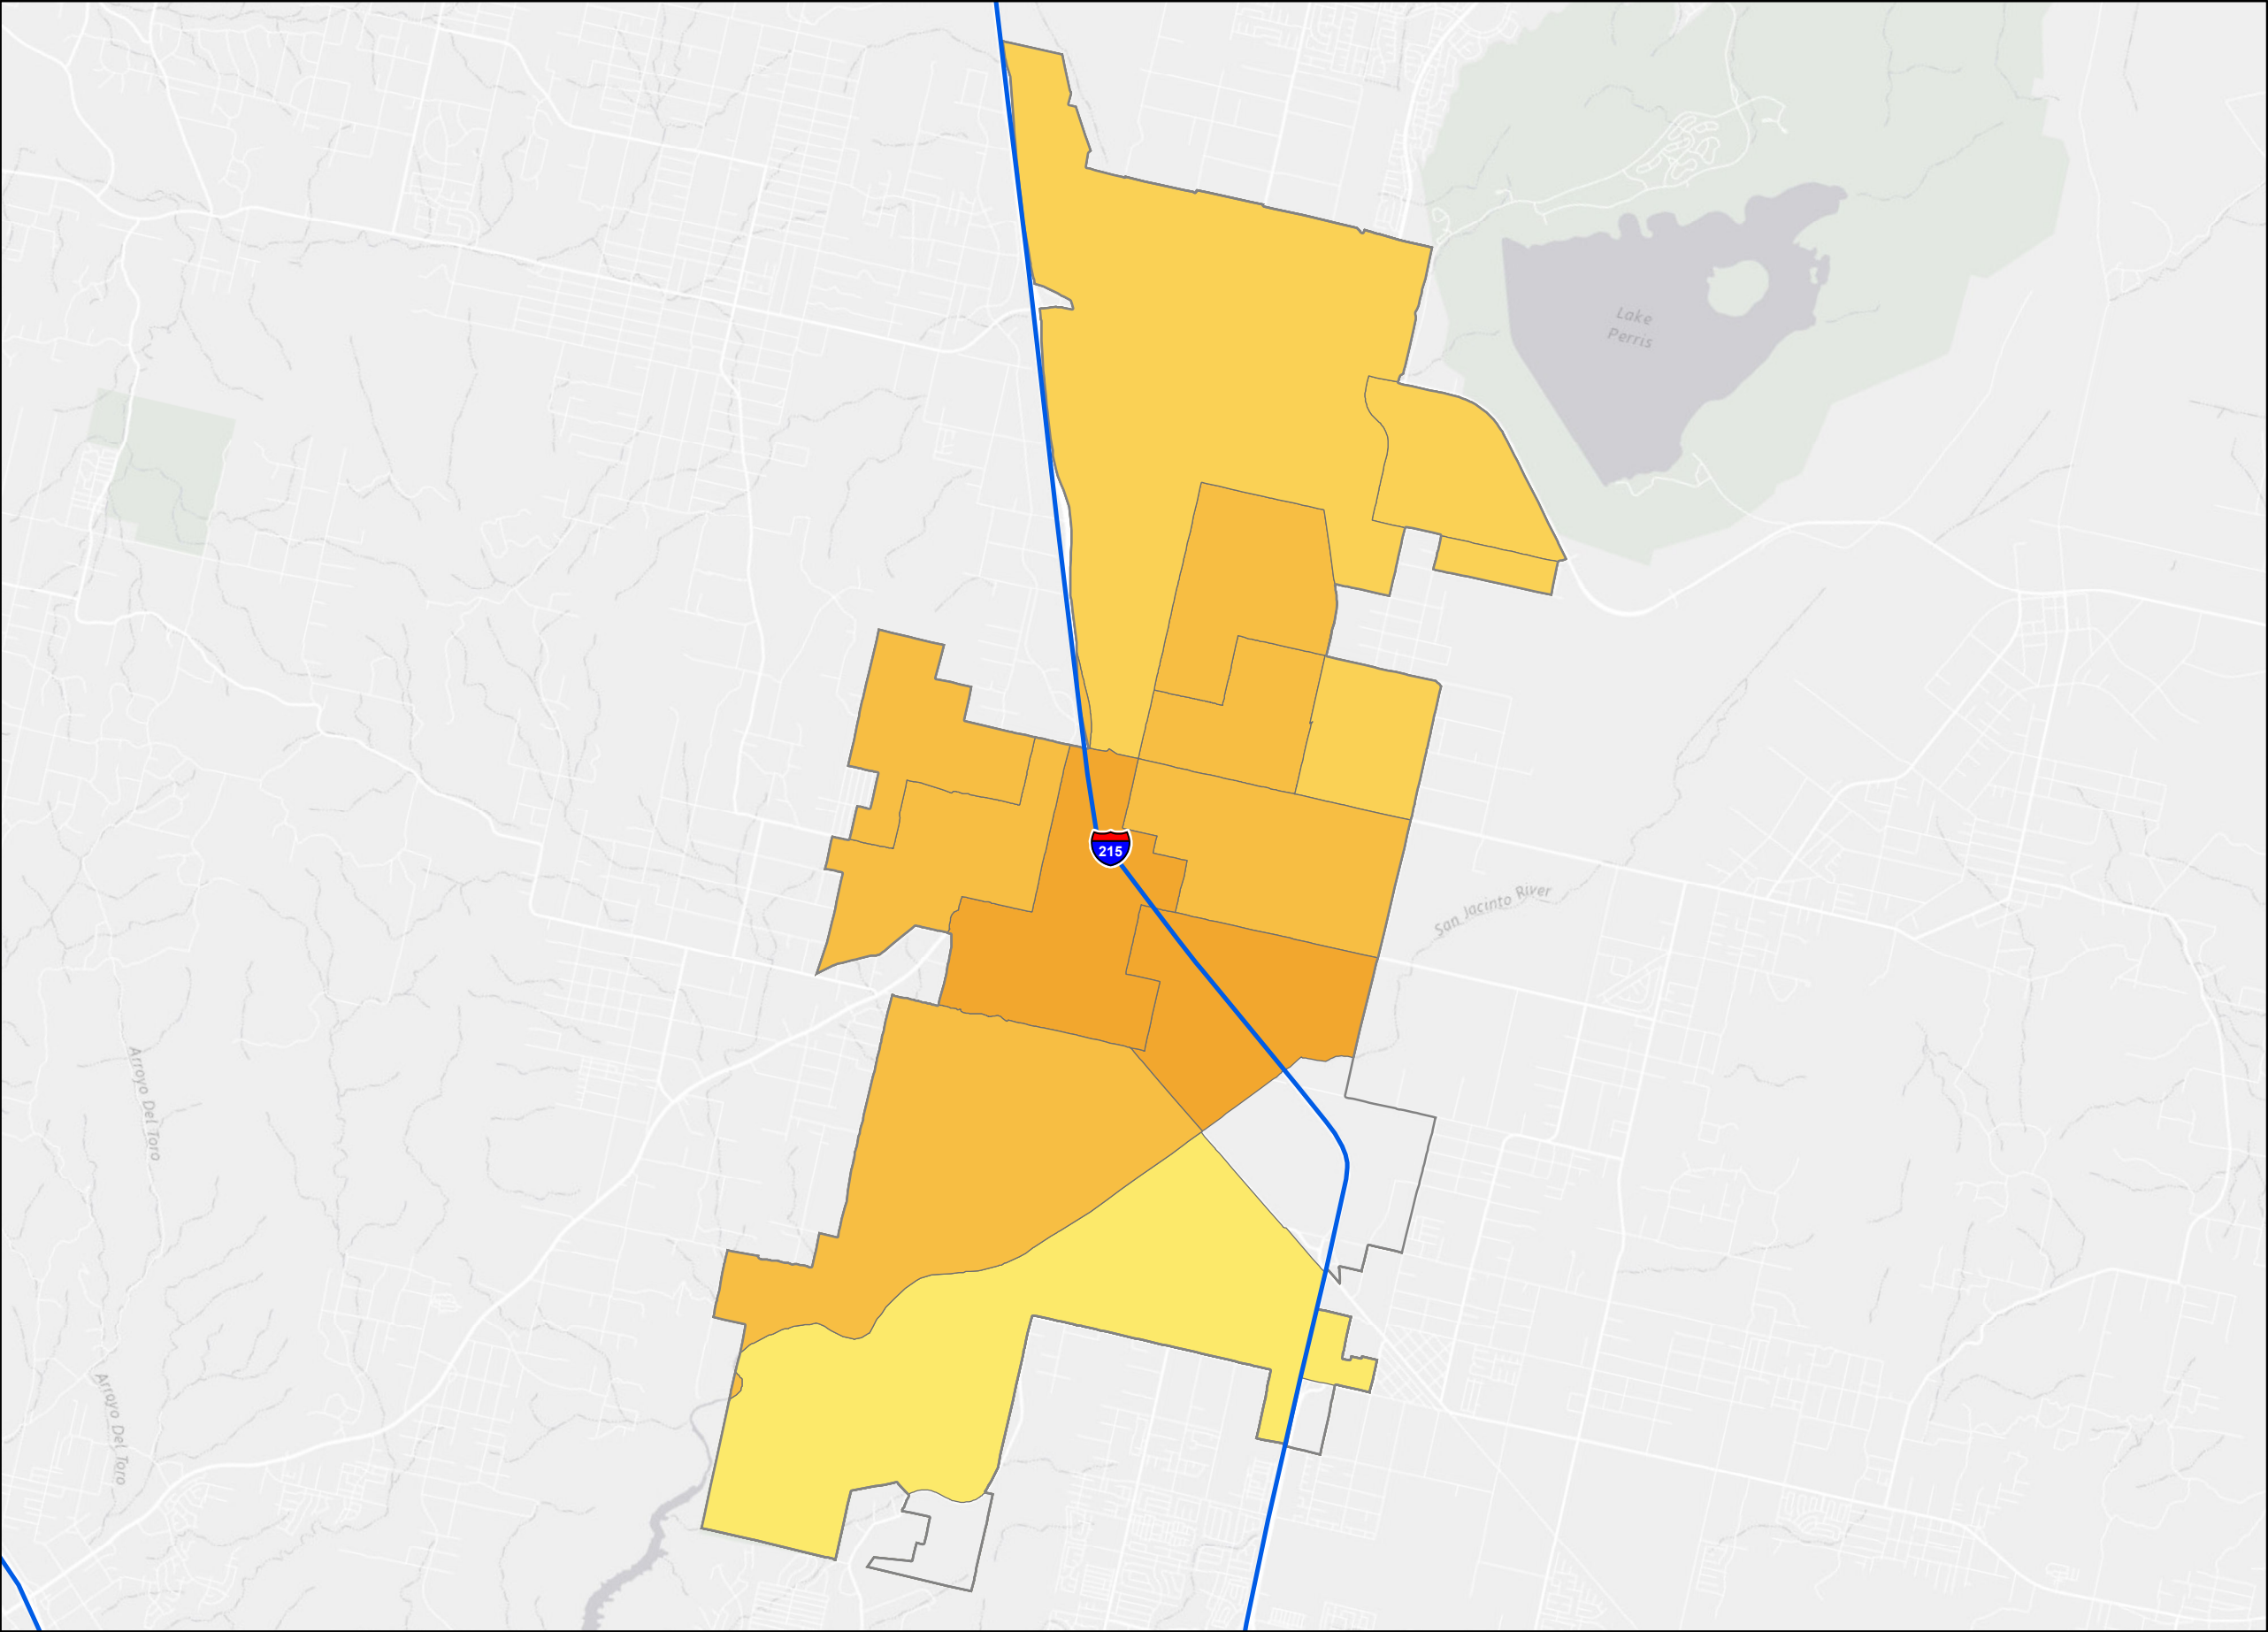 Lake
Perris
215
San Jacinto River
Arroyo Del Toro
Arroyo Del Toro